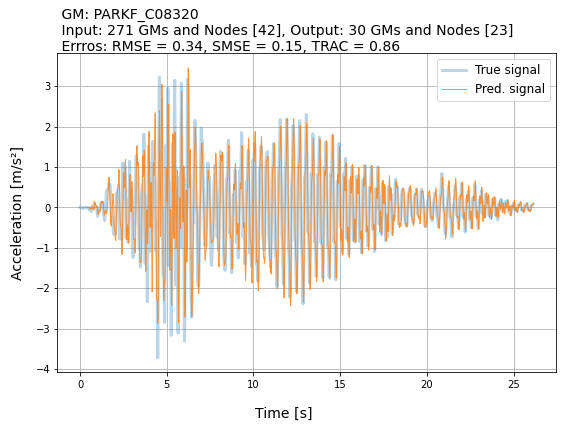 GM: PARKF_C08320
Input: 271 GMs and Nodes [42], Output: 30 GMs and Nodes [23]
Errros: RMSE = 0.34, SMSE = 0.15, TRAC = 0.86
True signal
Pred. signal
Acceleration [m/s²]
3
2
1
0
−1
−2
−3
−4
0
5
10
15
20
25
Time [s]